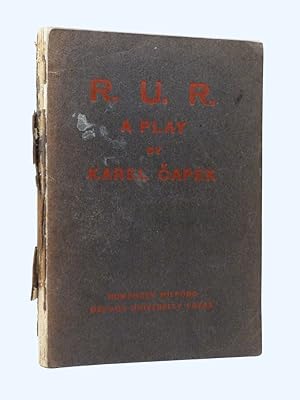 R. U. R.
A PLAY
BY
KAREL ČAPEK
HUMPHREY MILFORD
OXFORD UNIVERSITY PRESS